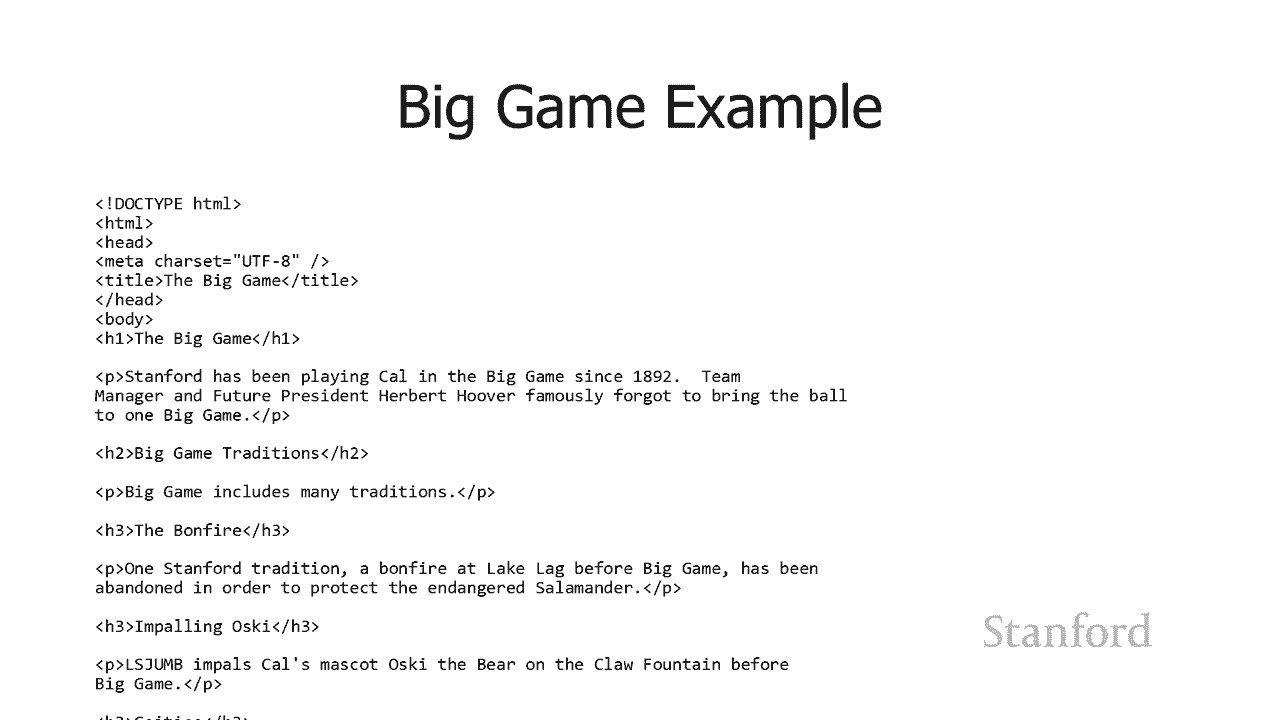 Big Game Example
<!DOCTYPE html>
<html>
<head>
<meta charset="UTF-8" />
<title>The Big Game</title>
</head>
<body>
<h1>The Big Game</h1>
<p>Stanford has been playing Cal in the Big Game since 1892.  Team
Manager and Future President Herbert Hoover famously forgot to bring the ball
to one Big Game.</p>
<h2>Big Game Traditions</h2>
<p>Big Game includes many traditions.</p>
<h3>The Bonfire</h3>
<p>One Stanford tradition, a bonfire at Lake Lag before Big Game, has been
abandoned in order to protect the endangered Salamander.</p>
<h3>Impalling Oski</h3>
<p>LSJUMB impals Cal's mascot Oski the Bear on the Claw Fountain before
Big Game.</p>
Stanford